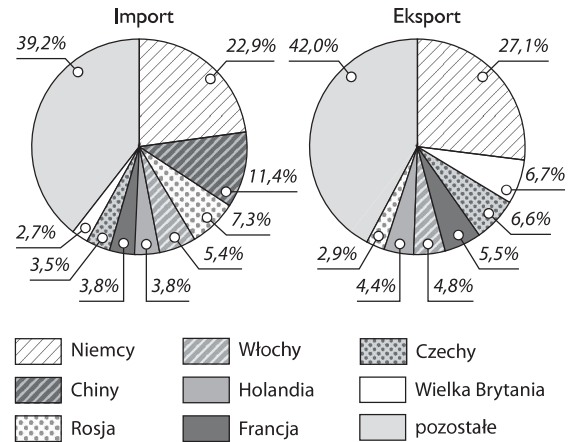 Import
39,2%
22,9%
11,4%
7,3%
5,4%
3,8%
3,8%
3,5%
2,7%
Eksport
42,0%
27,1%
6,7%
6,6%
5,5%
4,8%
4,4%
2,9%
Niemcy
Włochy
Czechy
Chiny
Holandia
Wielka Brytania
Rosja
Francja
pozostałe